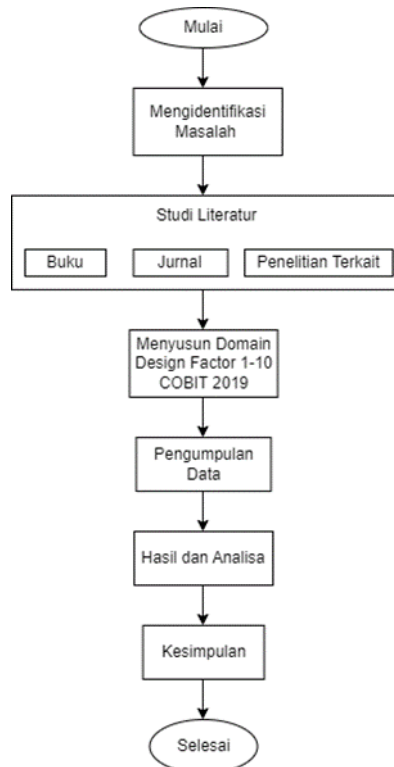 Mulai
Mengidentifikasi
Masalah
Studi Literatur
Buku
Jurnal
Penelitian Terkait
Menyusun Domain
Design Factor 1-10
COBIT 2019
Pengumpulan
Data
Hasil dan Analisa
Kesimpulan
Selesai